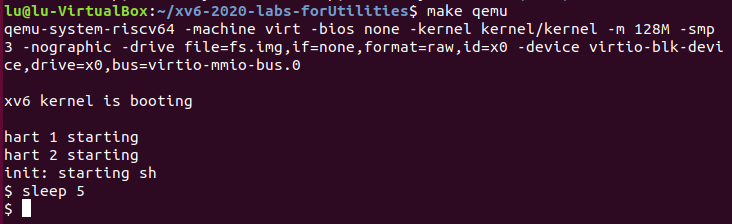 lu@lu-VirtualBox:~/xv6-2020-labs-forUtilities$ make qemu
qemu-system-riscv64 -machine virt -bios none -kernel kernel/kernel -m 128M -smp
3 -nographic -drive file=fs.img,if=none,format=raw,id=x0 -device virtio-blk-devi
ce,drive=x0,bus=virtio-mmio-bus.0

xv6 kernel is booting

hart 1 starting
hart 2 starting
init: starting sh
$ sleep 5
$